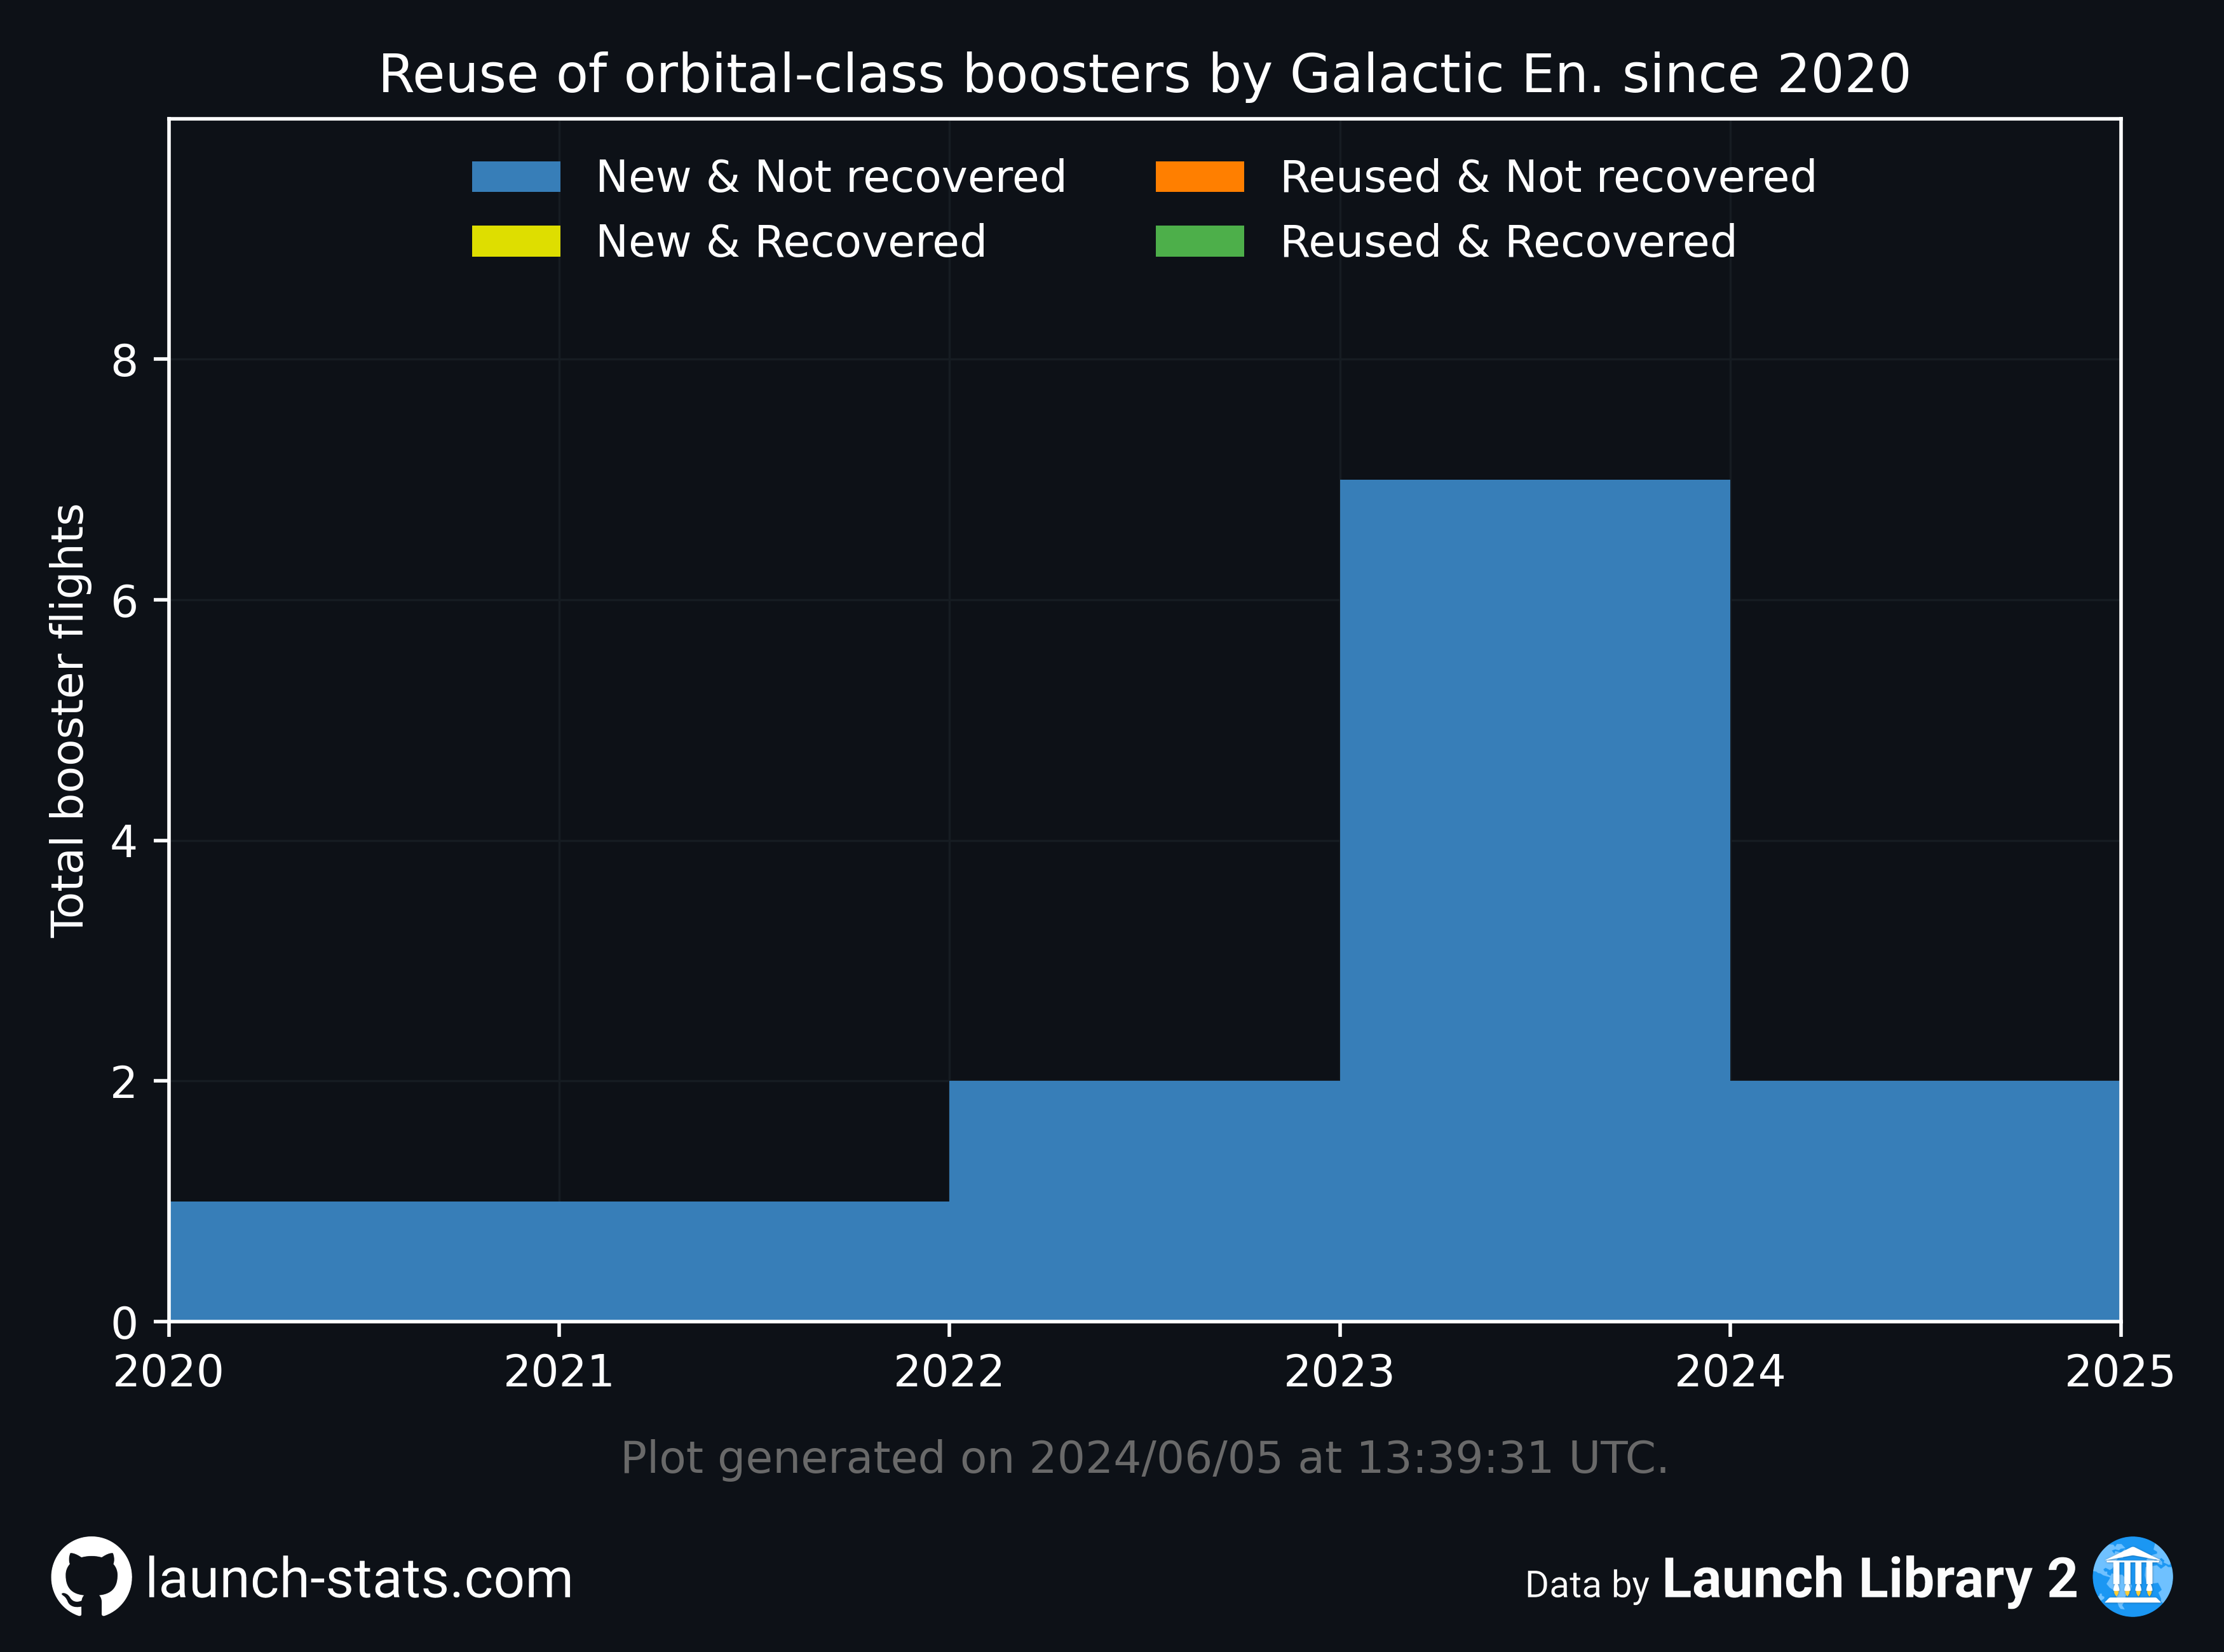 Reuse of orbital-class boosters by Galactic En. since 2020
New & Not recovered
New & Recovered
Reused & Not recovered
Reused & Recovered
Total booster flights
8
6
4
2
0
2020 2021 2022 2023 2024 2025
Plot generated on 2024/06/05 at 13:39:31 UTC.
launch-stats.com
Data by Launch Library 2